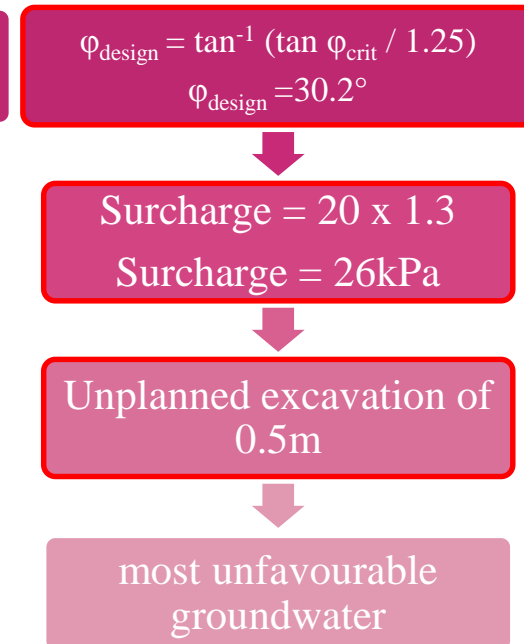 φdesign = tan-1 (tan φcrit / 1.25)
φdesign =30.2°
Surcharge = 20 x 1.3
Surcharge = 26kPa
Unplanned excavation of
0.5m
most unfavourable
groundwater